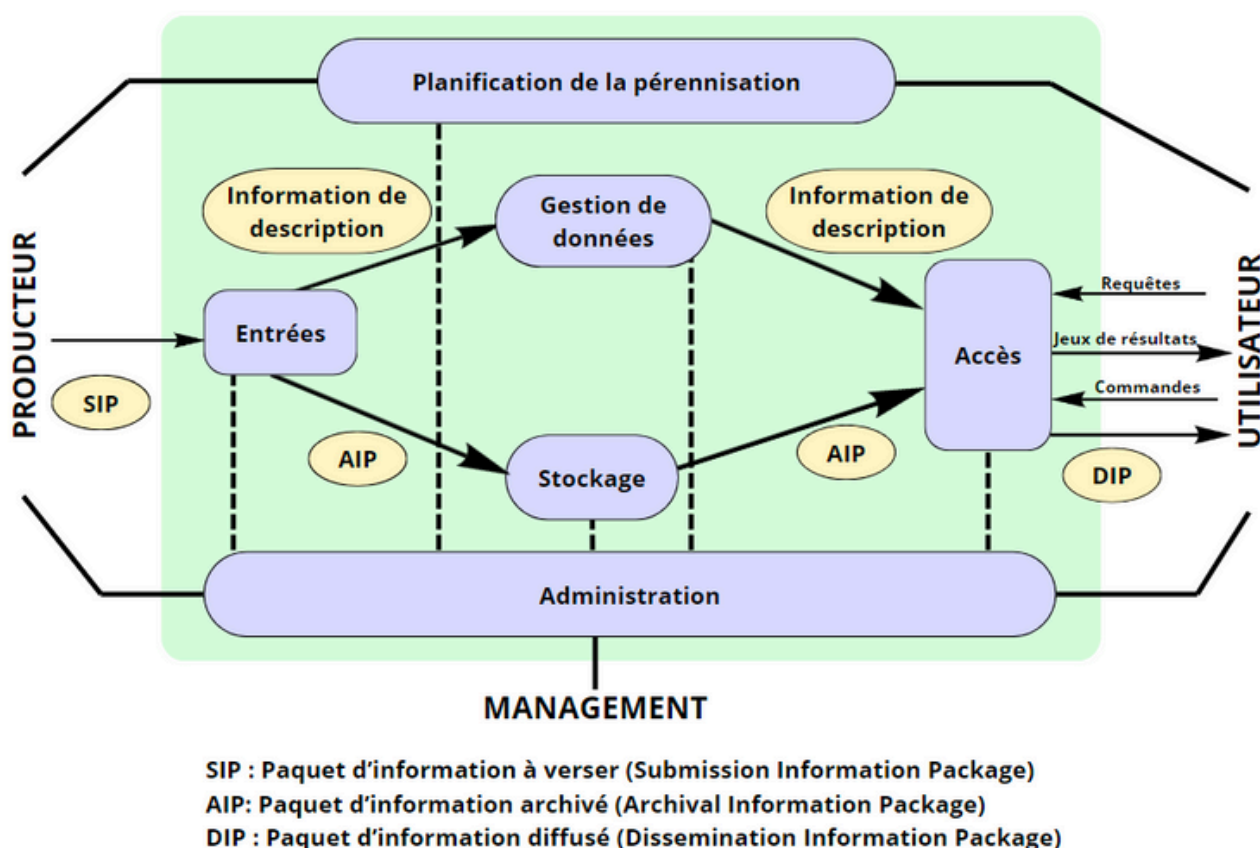 Planification de la pérennisation
Information de
description
Gestion de
données
Information de
description
PRODUCTEUR
Entrées
SIP
AIP
Stockage
AIP
Accès
Requêtes
Jeux de résultats
Commandes
DIP
UTILISATEUR
Administration
MANAGEMENT
SIP : Paquet d’information à verser (Submission Information Package)
AIP: Paquet d’information archivé (Archival Information Package)
DIP : Paquet d’information diffusé (Dissemination Information Package)